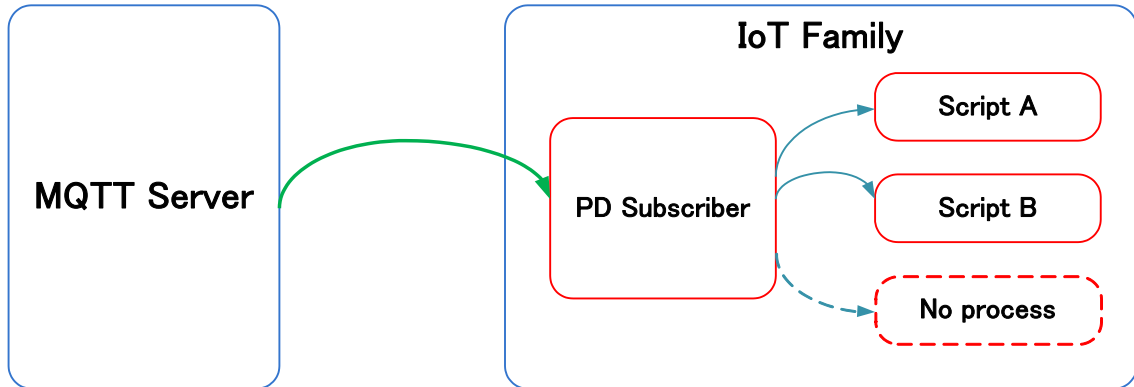 IoT Family
MQTT Server
PD Subscriber
Script A
Script B
No process